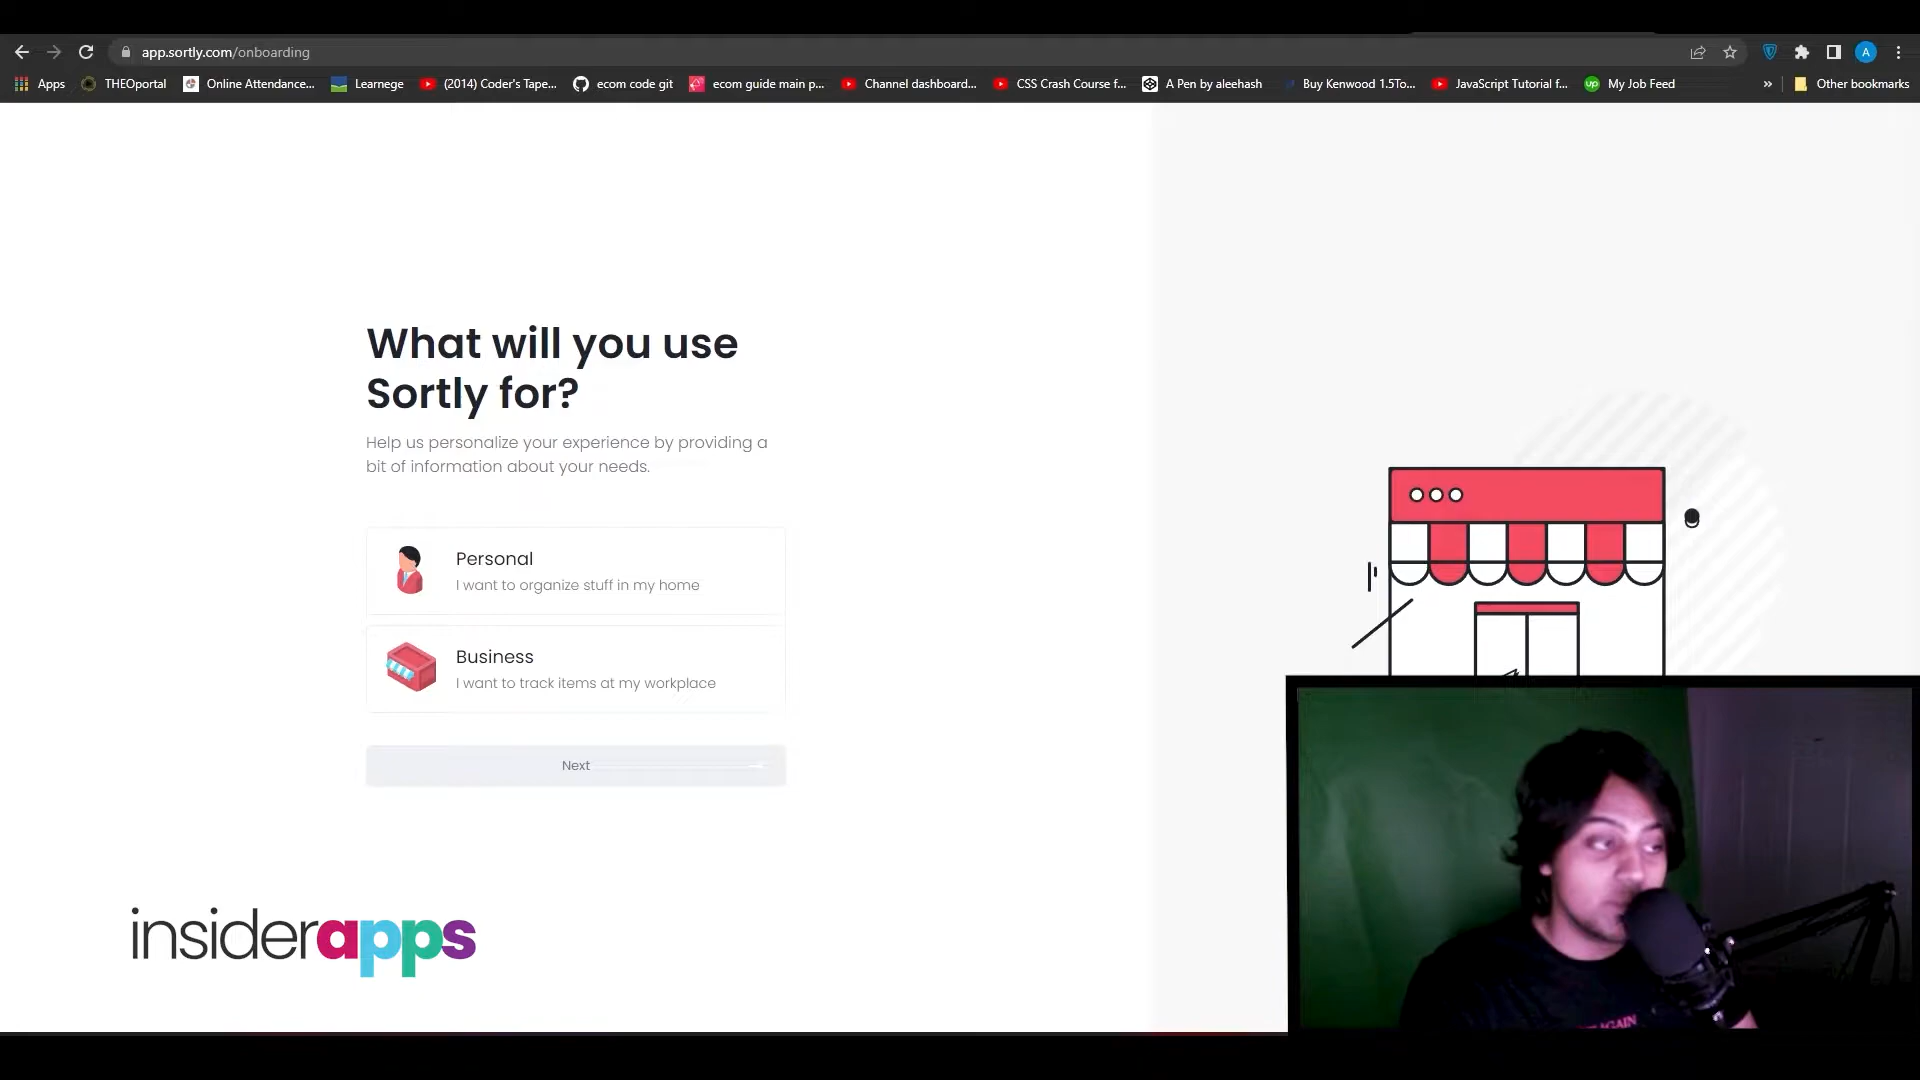 app.sortly.com/onboarding
A
Apps
THEOportal
Online Attendance...
Learnege
(2014) Coder's Tape...
ecom code git
ecom guide main p...
Channel dashboard...
CSS Crash Course f...
A Pen by aleehash
Buy Kenwood 1.5To...
JavaScript Tutorial f...
up
My Job Feed
»
Other bookmarks
What will you use
Sortly for?
Help us personalize your experience by providing a
bit of information about your needs.
Personal
I want to organize stuff in my home
Business
I want to track items at my workplace
Next
insiderapps
AGAIN